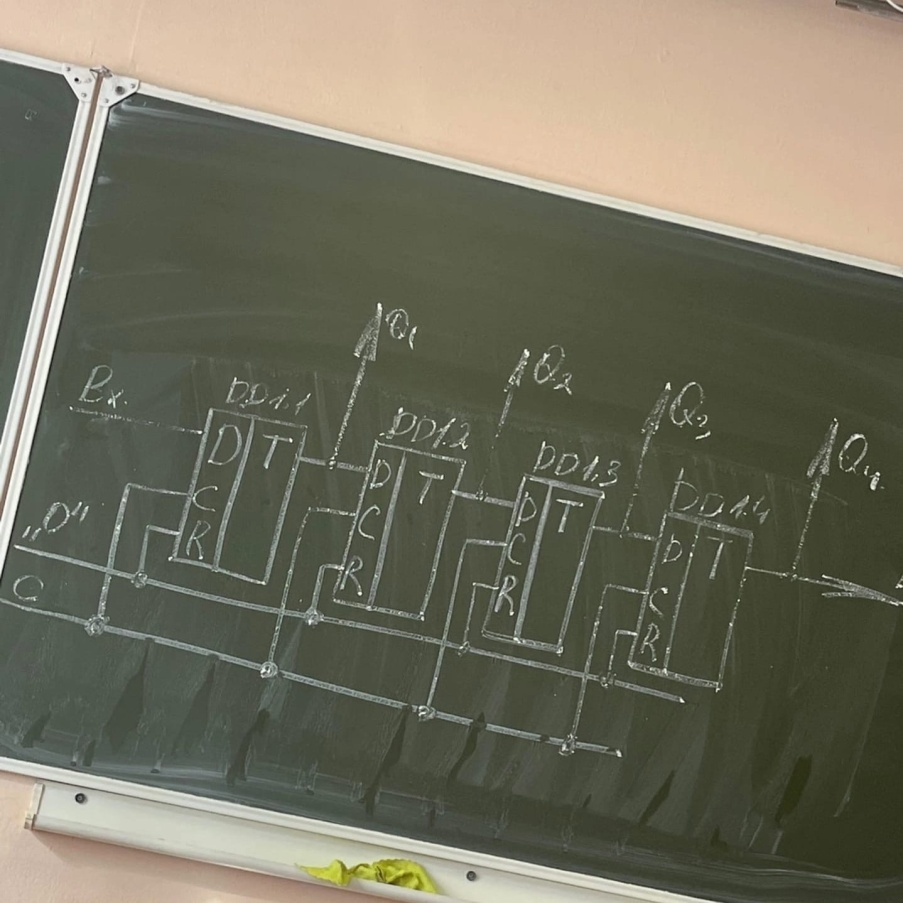 Вх.
DD1.1
Q1
DD1.2
Q2
DD1.3
Q3
DD1.4
Q4
D T
C
R
D T
C
R
D T
C
R
D T
C
R
„0"
C